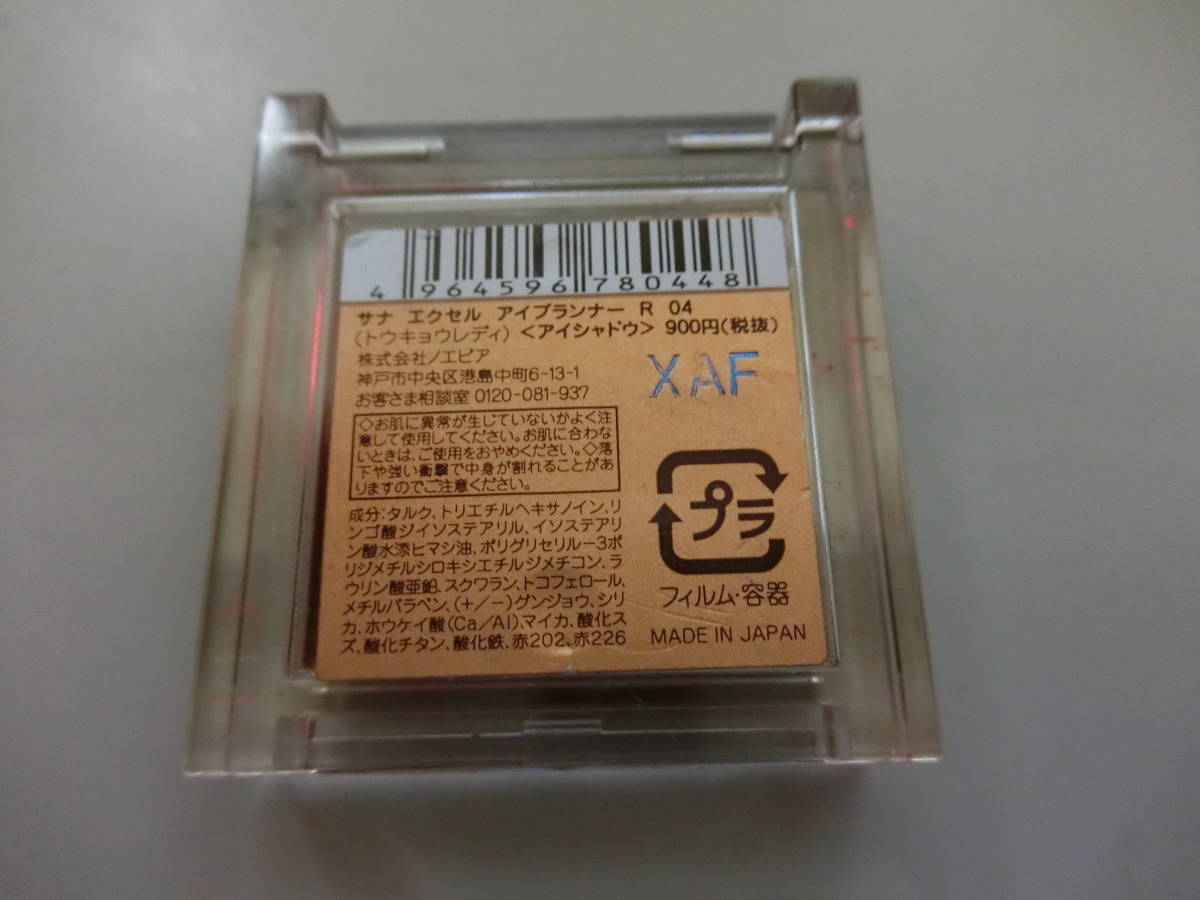 4 964596 780448
サナ エクセル アイプランナー R 04
(トウキョウレディ) <アイシャドウ> 900円(税抜)
株式会社ノエビア
神戸市中央区港島中町6-13-1
お客さま相談室 0120-081-937
XAF
◇お肌に異常が生じていないかよく注
意して使用してください。お肌に合わな
いときは、ご使用をおやめください。◇落
下や強い衝撃で中身が割れることがあ
りますのでご注意ください。
成分:タルク、トリエチルヘキサノイン、リ
ンゴ酸ジイソステアリル、イソステアリ
ン酸水添ヒマシ油、ポリグリセリル-3ポ
リジメチルシロキシエチルジメチコン、ラ
ウリン酸亜鉛、スクワラン、トコフェロール、
メチルパラベン、(+/-)グンジョウ、シリ
カ、ホウケイ酸(Ca/Al)、マイカ、酸化ス
ズ、酸化チタン、酸化鉄、赤202、赤226
プラ
フィルム・容器
MADE IN JAPAN